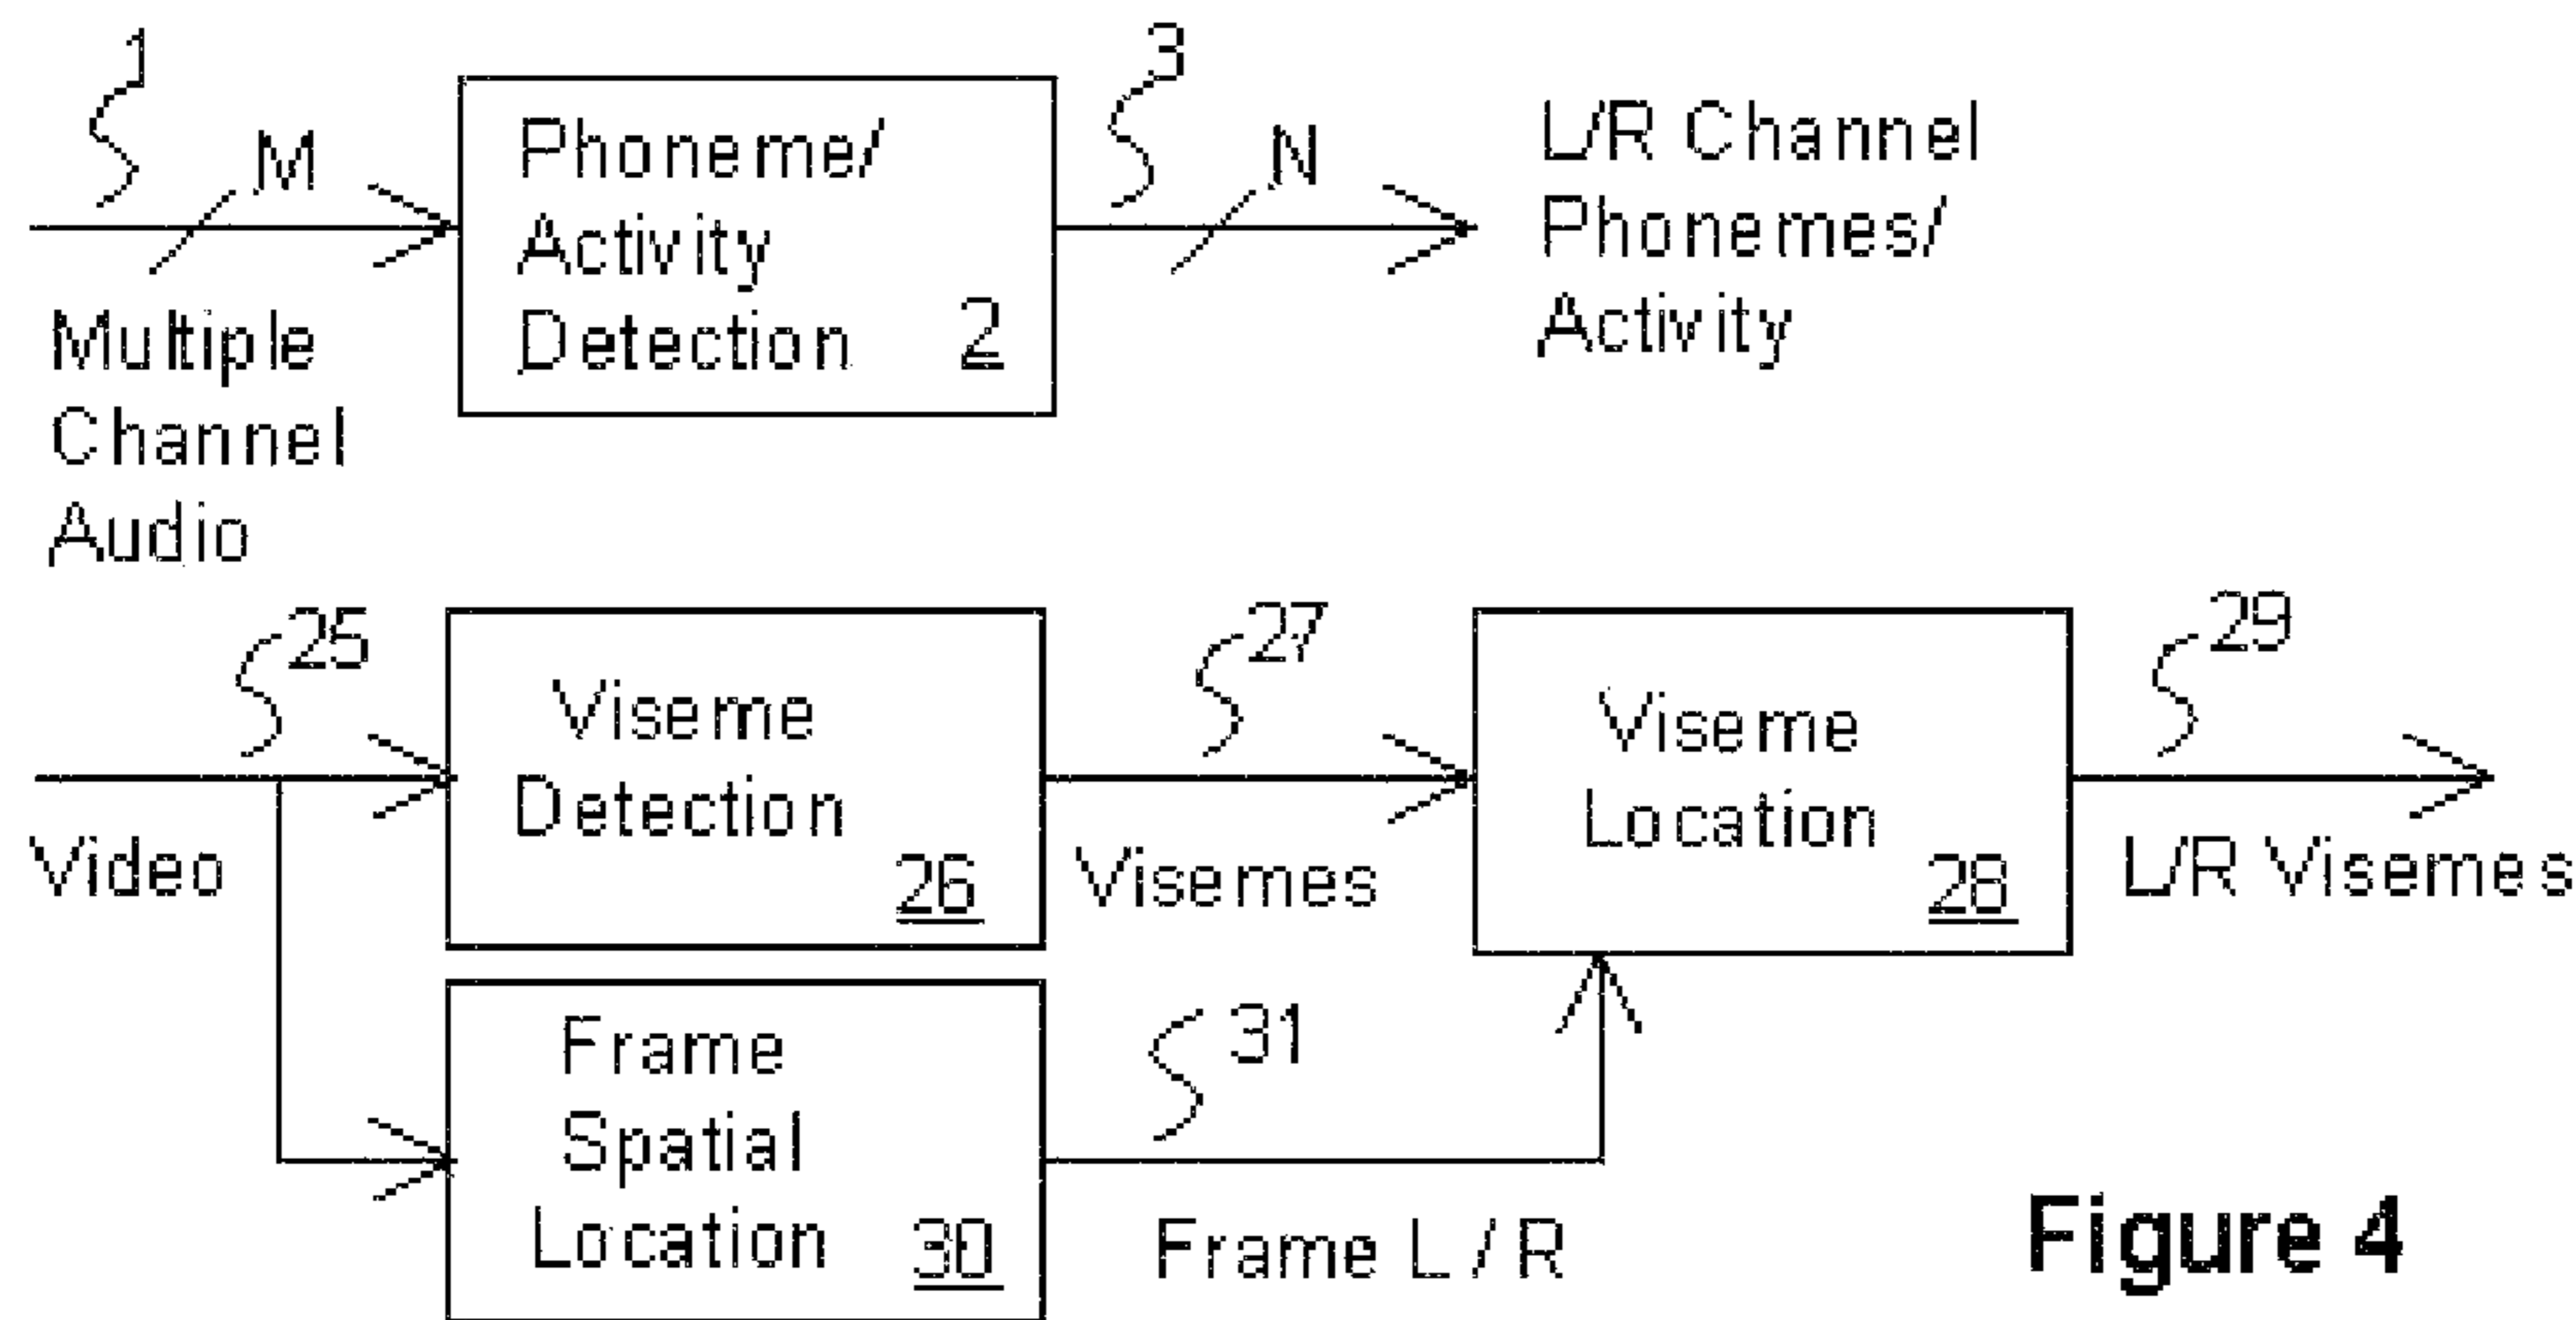 1
M
Multiple
Channel
Audio
Phoneme/
Activity
Detection 2
3
N
L/R Channel
Phonemes/
Activity
25
Video
Viseme
Detection
26
27
Visemes
Viseme
Location
28
29
L/R Visemes
Frame
Spatial
Location 30
31
Frame L / R
Figure 4